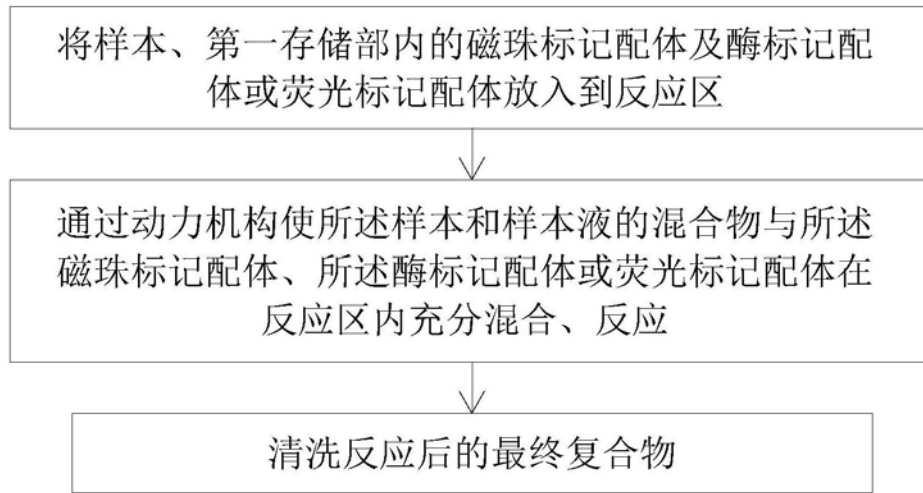 将样本、第一存储部内的磁珠标记配体及酶标记配
体或荧光标记配体放入到反应区
通过动力机构使所述样本和样本液的混合物与所述
磁珠标记配体、所述酶标记配体或荧光标记配体在
反应区内充分混合、反应
清洗反应后的最终复合物